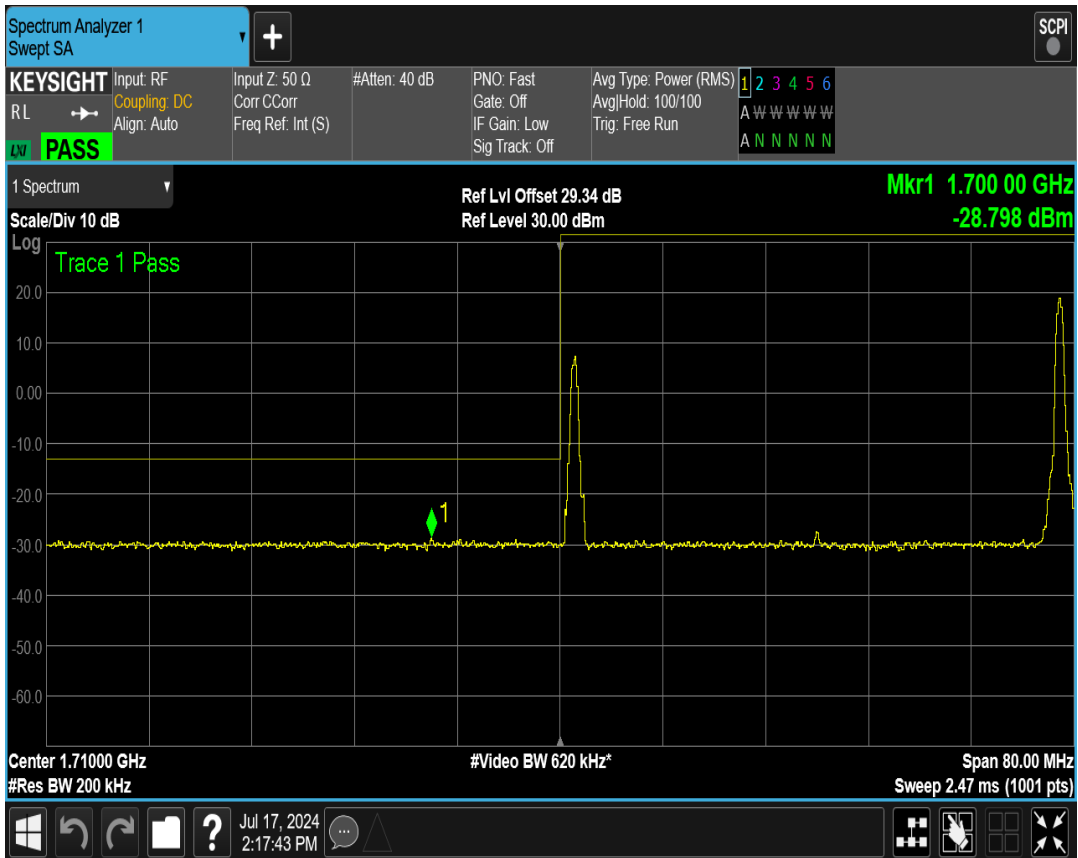 Spectrum Analyzer 1
Swept SA
+
SCPI
KEYSIGHT
R L
LXI PASS
Input: RF
Coupling: DC
Align: Auto
Input Z: 50 Ω
Corr CCorr
Freq Ref: Int (S)
#Atten: 40 dB
PNO: Fast
Gate: Off
IF Gain: Low
Sig Track: Off
Avg Type: Power (RMS)
Avg|Hold: 100/100
Trig: Free Run
1 2 3 4 5 6
A W W W W W
A N N N N N
1 Spectrum
Scale/Div 10 dB
Ref Lvl Offset 29.34 dB
Ref Level 30.00 dBm
Mkr1 1.700 00 GHz
-28.798 dBm
Log
Trace 1 Pass
20.0
10.0
0.00
-10.0
-20.0
1
-30.0
-40.0
-50.0
-60.0
Center 1.71000 GHz
#Res BW 200 kHz
#Video BW 620 kHz*
Span 80.00 MHz
Sweep 2.47 ms (1001 pts)
?
Jul 17, 2024
2:17:43 PM